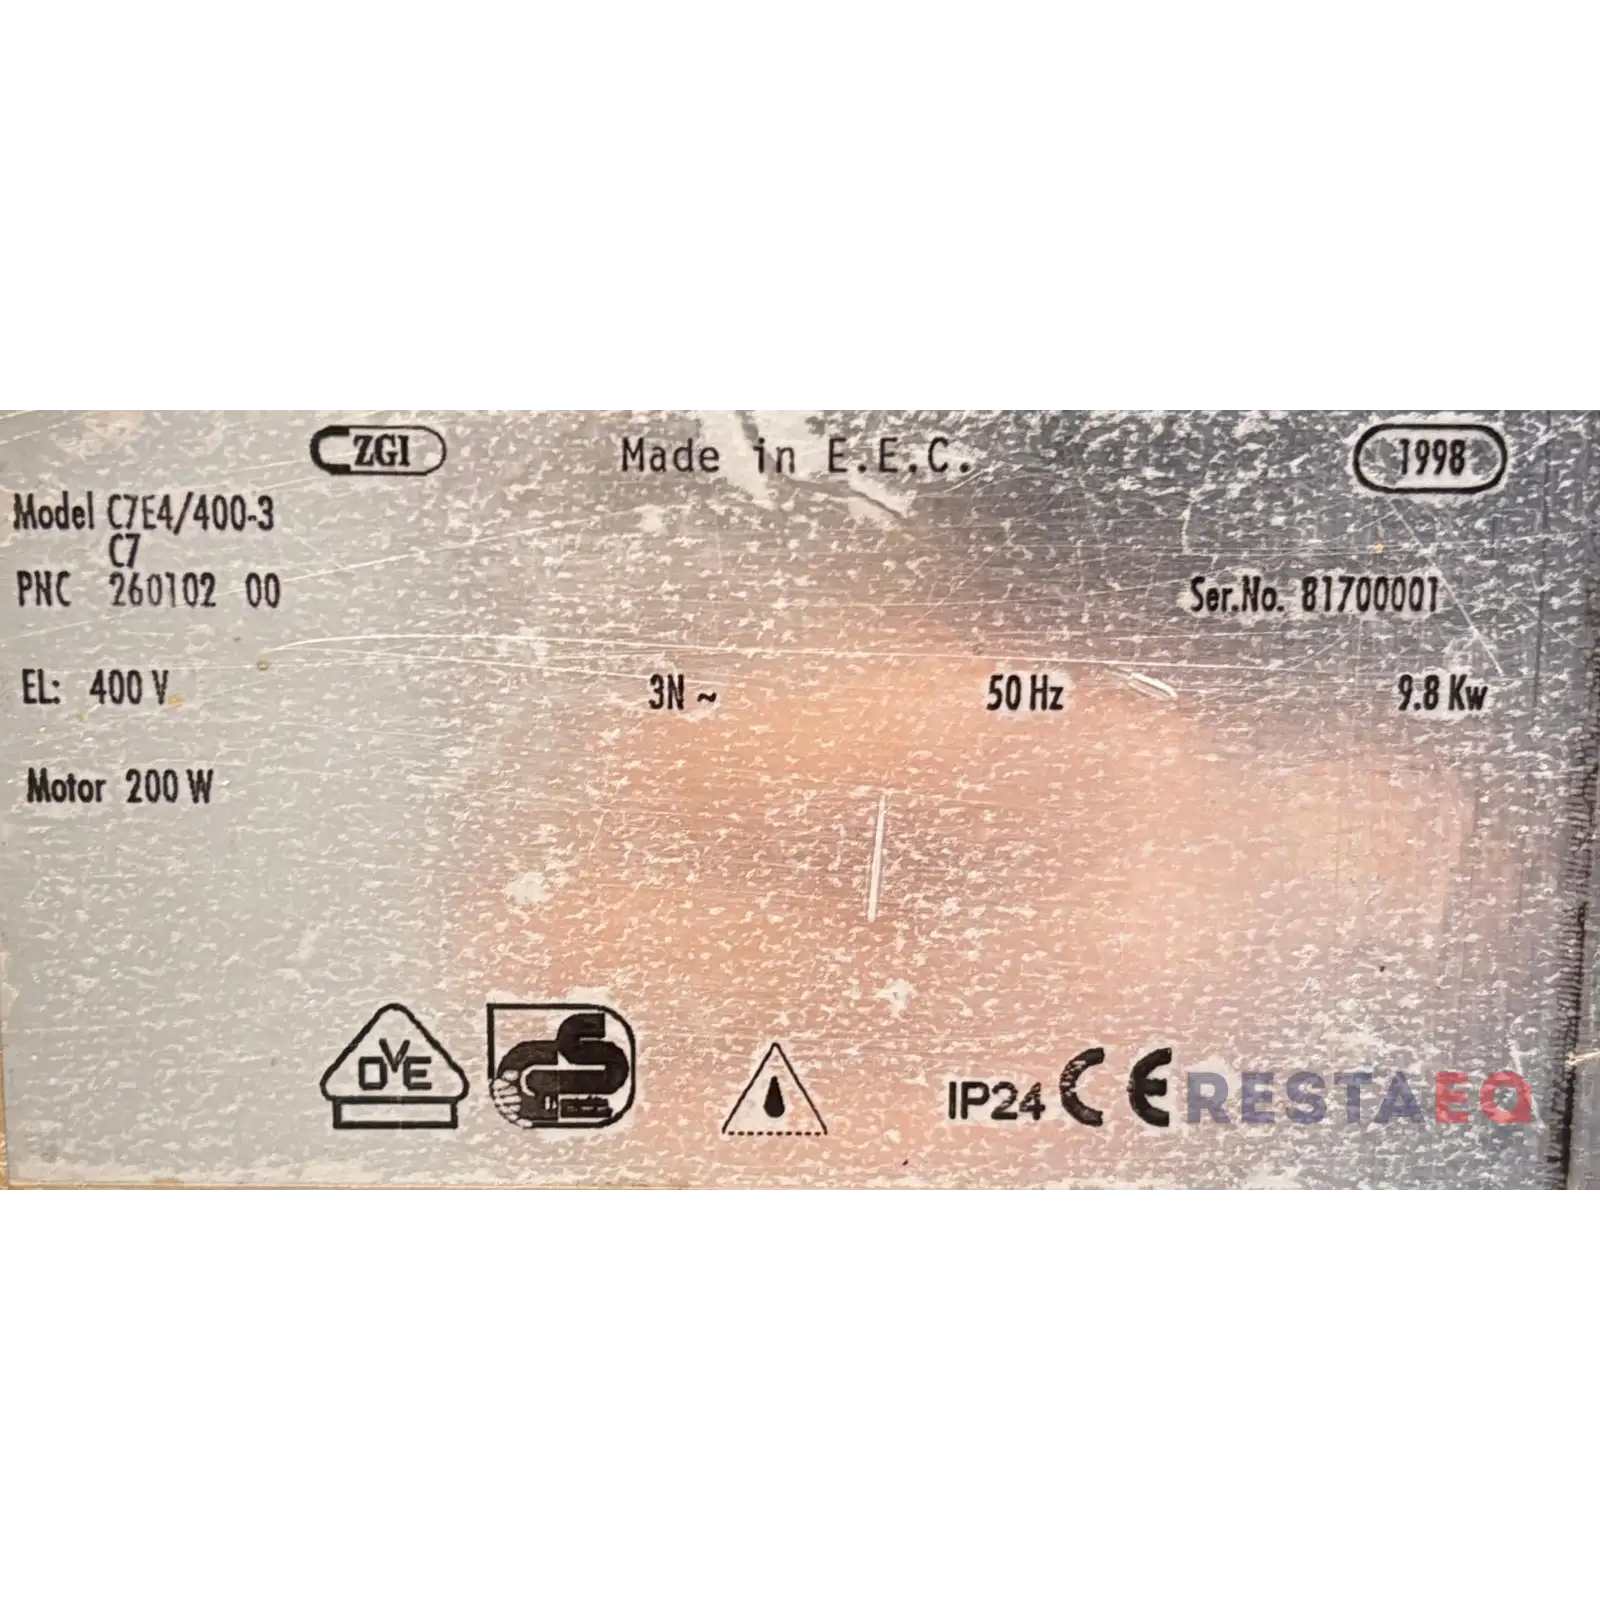 ZGI Made in E.E.C. 1998
Model C7E4/400-3
C7
PNC 260102 00 Ser.No. 81700001
EL: 400 V 3N ~ 50 Hz 9.8 Kw
Motor 200 W
OVE
IP24 CE RESTAEQ